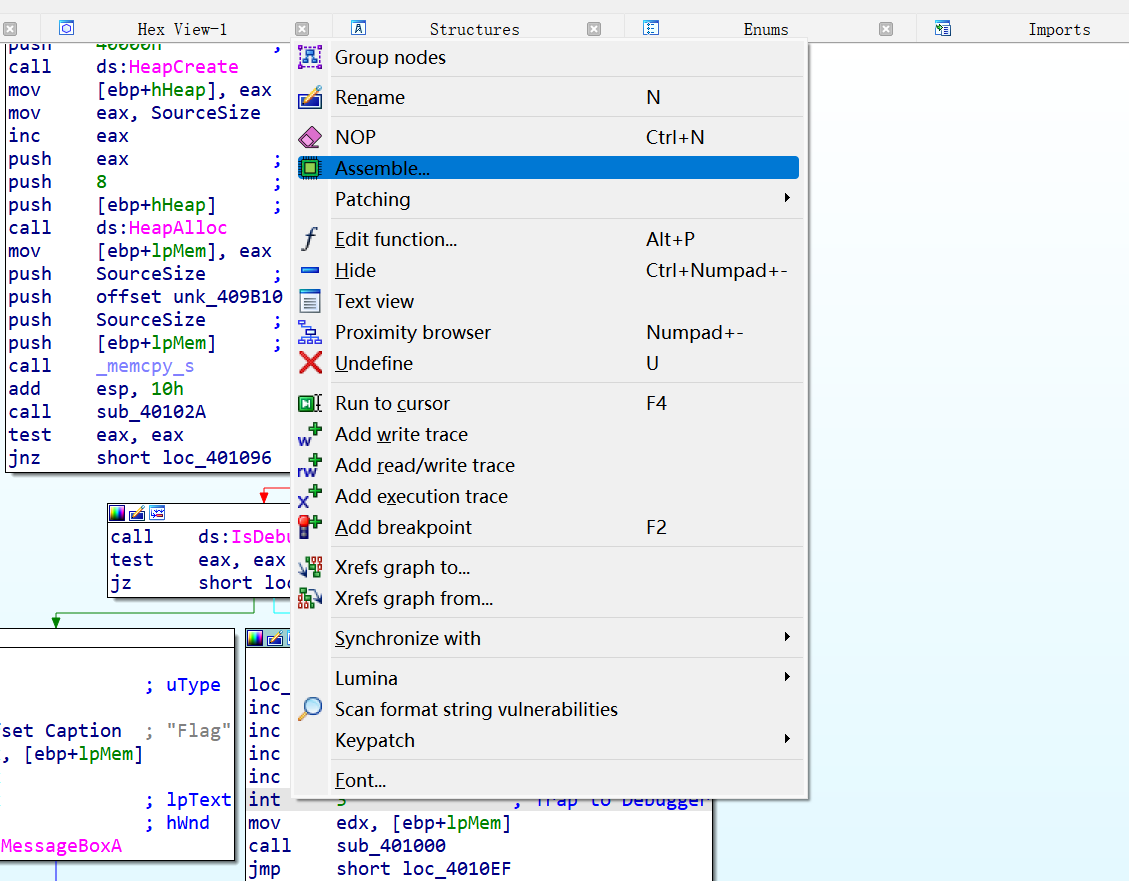 Hex View-1 Structures Enums Imports
push 40000h ;
call ds:HeapCreate
mov [ebp+hHeap], eax
mov eax, SourceSize
inc eax
push eax ;
push 8 ;
push [ebp+hHeap] ;
call ds:HeapAlloc
mov [ebp+lpMem], eax
push SourceSize ;
push offset unk_409B10
push SourceSize ;
push [ebp+lpMem] ;
call _memcpy_s
add esp, 10h
call sub_40102A
test eax, eax
jnz short loc_401096
call ds:IsDebu
test eax, eax
jz short loc
; uType
set Caption ; "Flag"
, [ebp+lpMem]
; lpText
; hWnd
MessageBoxA
loc_
inc
inc
inc
inc
int 3 ; Trap to Debugger
mov edx, [ebp+lpMem]
call sub_401000
jmp short loc_4010EF
Group nodes
Rename N
NOP Ctrl+N
Assemble...
Patching
Edit function... Alt+P
Hide Ctrl+Numpad+-
Text view
Proximity browser Numpad+-
Undefine U
Run to cursor F4
Add write trace
Add read/write trace
Add execution trace
Add breakpoint F2
Xrefs graph to...
Xrefs graph from...
Synchronize with
Lumina
Scan format string vulnerabilities
Keypatch
Font...